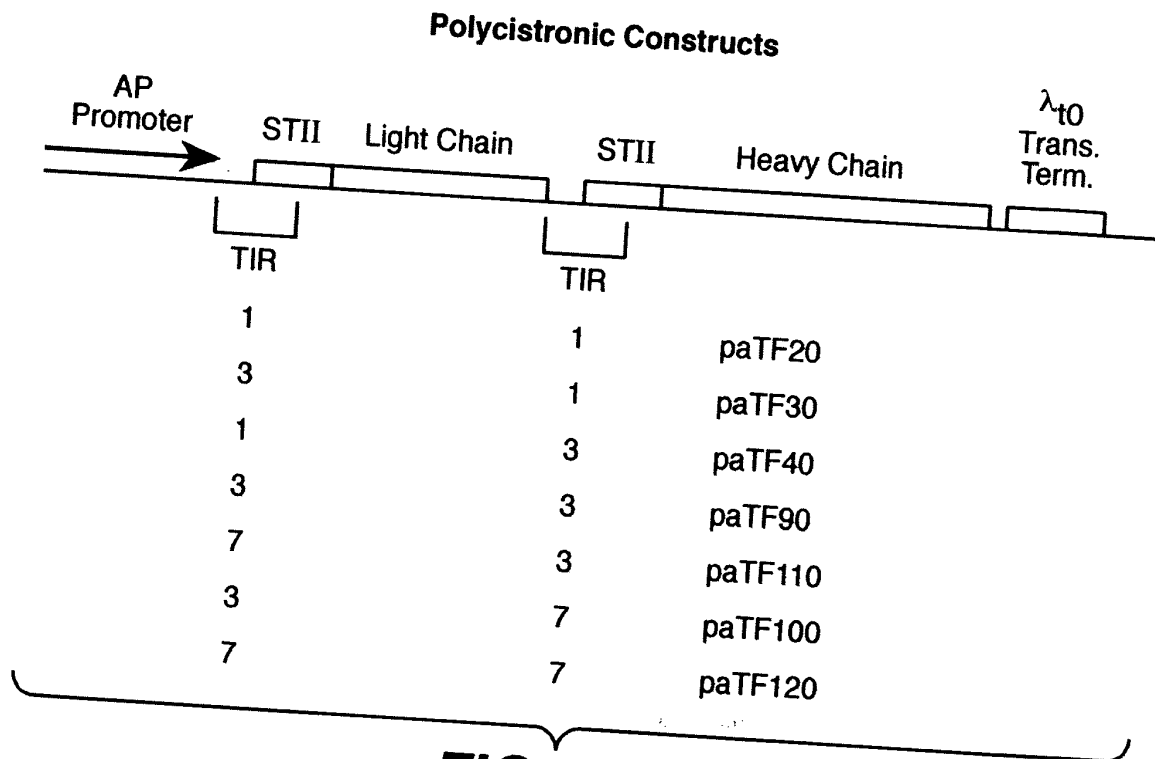 Polycistronic Constructs
AP
Promoter
STII
Light Chain
STII
Heavy Chain
λt0
Trans.
Term.
TIR
TIR
1 1 paTF20
3 1 paTF30
1 3 paTF40
3 3 paTF90
7 3 paTF110
3 7 paTF100
7 7 paTF120